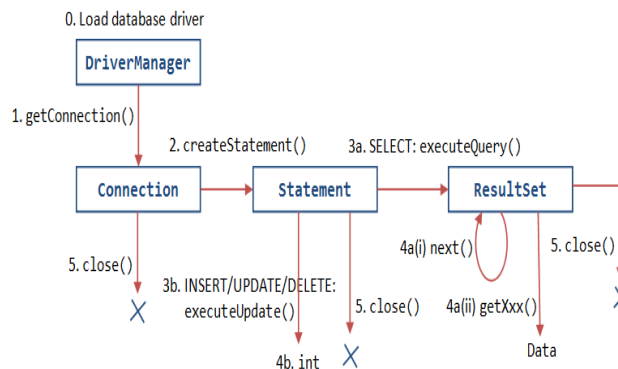 0. Load database driver
DriverManager
1. getConnection()
2. createStatement()
3a. SELECT: executeQuery()
Connection
Statement
ResultSet
4a(i) next()
5. close()
5. close()
3b. INSERT/UPDATE/DELETE:
executeUpdate()
5. close()
4a(ii) getXxx()
4b. int
Data